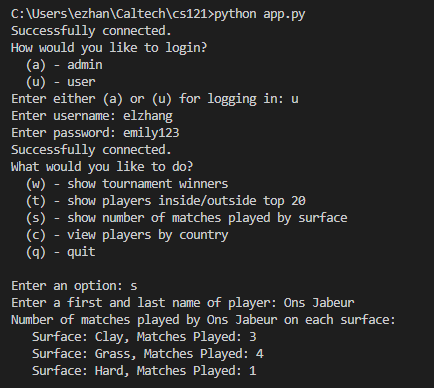 C:\Users\ezhan\Caltech\cs121>python app.py
Successfully connected.
How would you like to login?
  (a) - admin
  (u) - user
Enter either (a) or (u) for logging in: u
Enter username: elzhang
Enter password: emily123
Successfully connected.
What would you like to do?
  (w) - show tournament winners
  (t) - show players inside/outside top 20
  (s) - show number of matches played by surface
  (c) - view players by country
  (q) - quit

Enter an option: s
Enter a first and last name of player: Ons Jabeur
Number of matches played by Ons Jabeur on each surface:
   Surface: Clay, Matches Played: 3
   Surface: Grass, Matches Played: 4
   Surface: Hard, Matches Played: 1